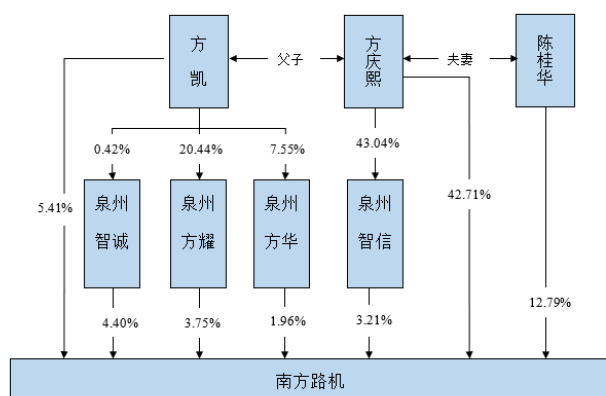 方
凯
父子
方
庆
熙
夫妻
陈
桂
华
0.42%
20.44%
7.55%
43.04%
5.41%
泉州
智诚
泉州
方耀
泉州
方华
泉州
智信
42.71%
4.40%
3.75%
1.96%
3.21%
12.79%
南方路机